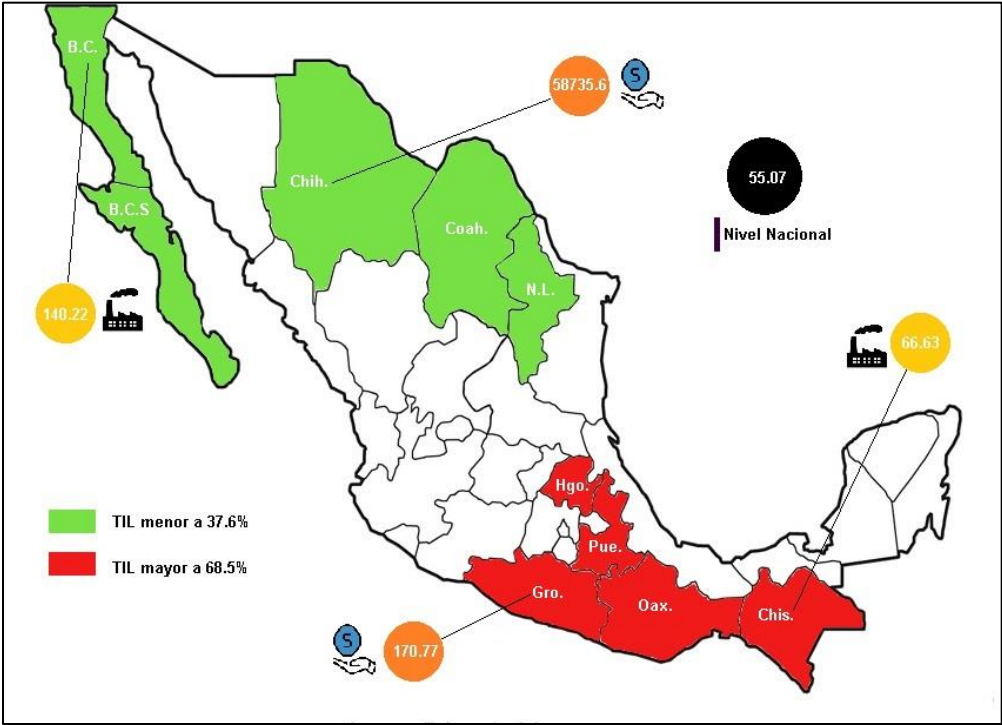 B.C.
58735.6
S
Chih.
55.07
B.C.S
Coah.
Nivel Nacional
N.L.
140.22
66.63
Hgo.
TIL menor a 37.6%
Pue.
TIL mayor a 68.5%
Gro.
Oax.
Chis.
S
170.77